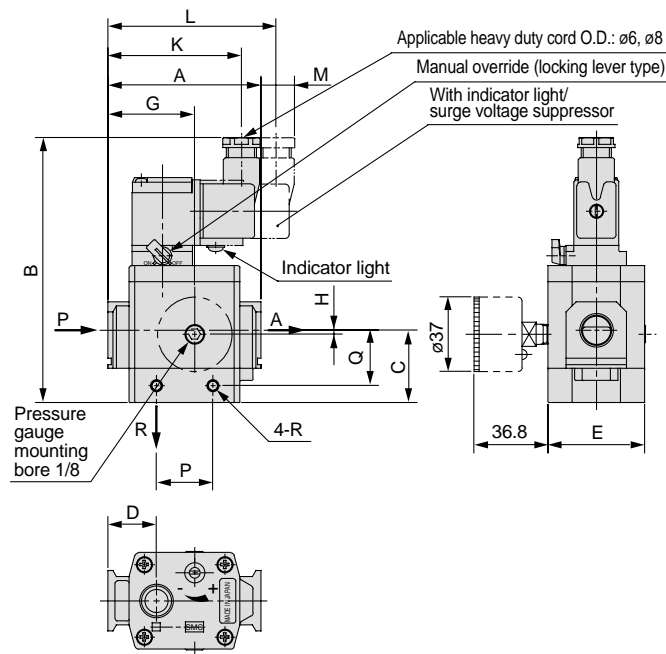 L
K
A
M
G
Applicable heavy duty cord O.D.: ø6, ø8
Manual override (locking lever type)
With indicator light/
surge voltage suppressor
B
ON
OFF
Indicator light
H
P
A
Q
C
ø37
Pressure
gauge
mounting
bore 1/8
R
4-R
P
36.8
E
D
- +
MADE IN JAPAN
SMC